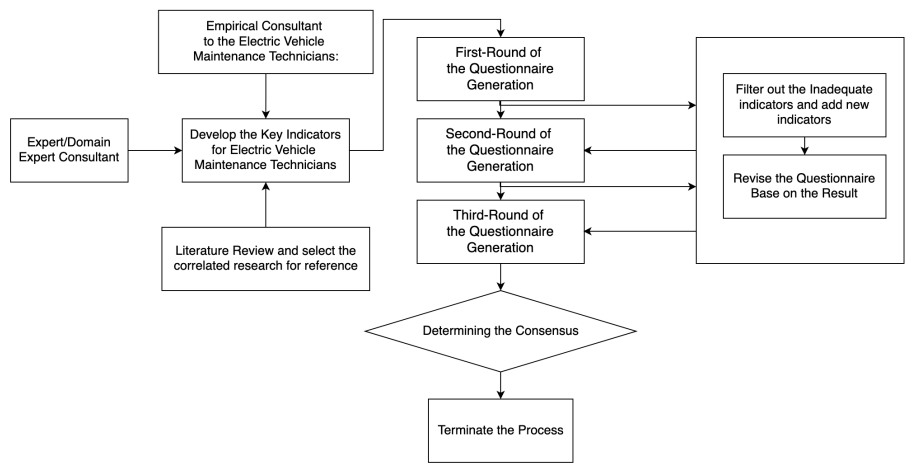 Empirical Consultant
to the Electric Vehicle
Maintenance Technicians:
Expert/Domain
Expert Consultant
Develop the Key Indicators
for Electric Vehicle
Maintenance Technicians
Literature Review and select the
correlated research for reference
First-Round of
the Questionnaire
Generation
Second-Round of
the Questionnaire
Generation
Third-Round of
the Questionnaire
Generation
Filter out the Inadequate
indicators and add new
indicators
Revise the Questionnaire
Base on the Result
Determining the Consensus
Terminate the Process